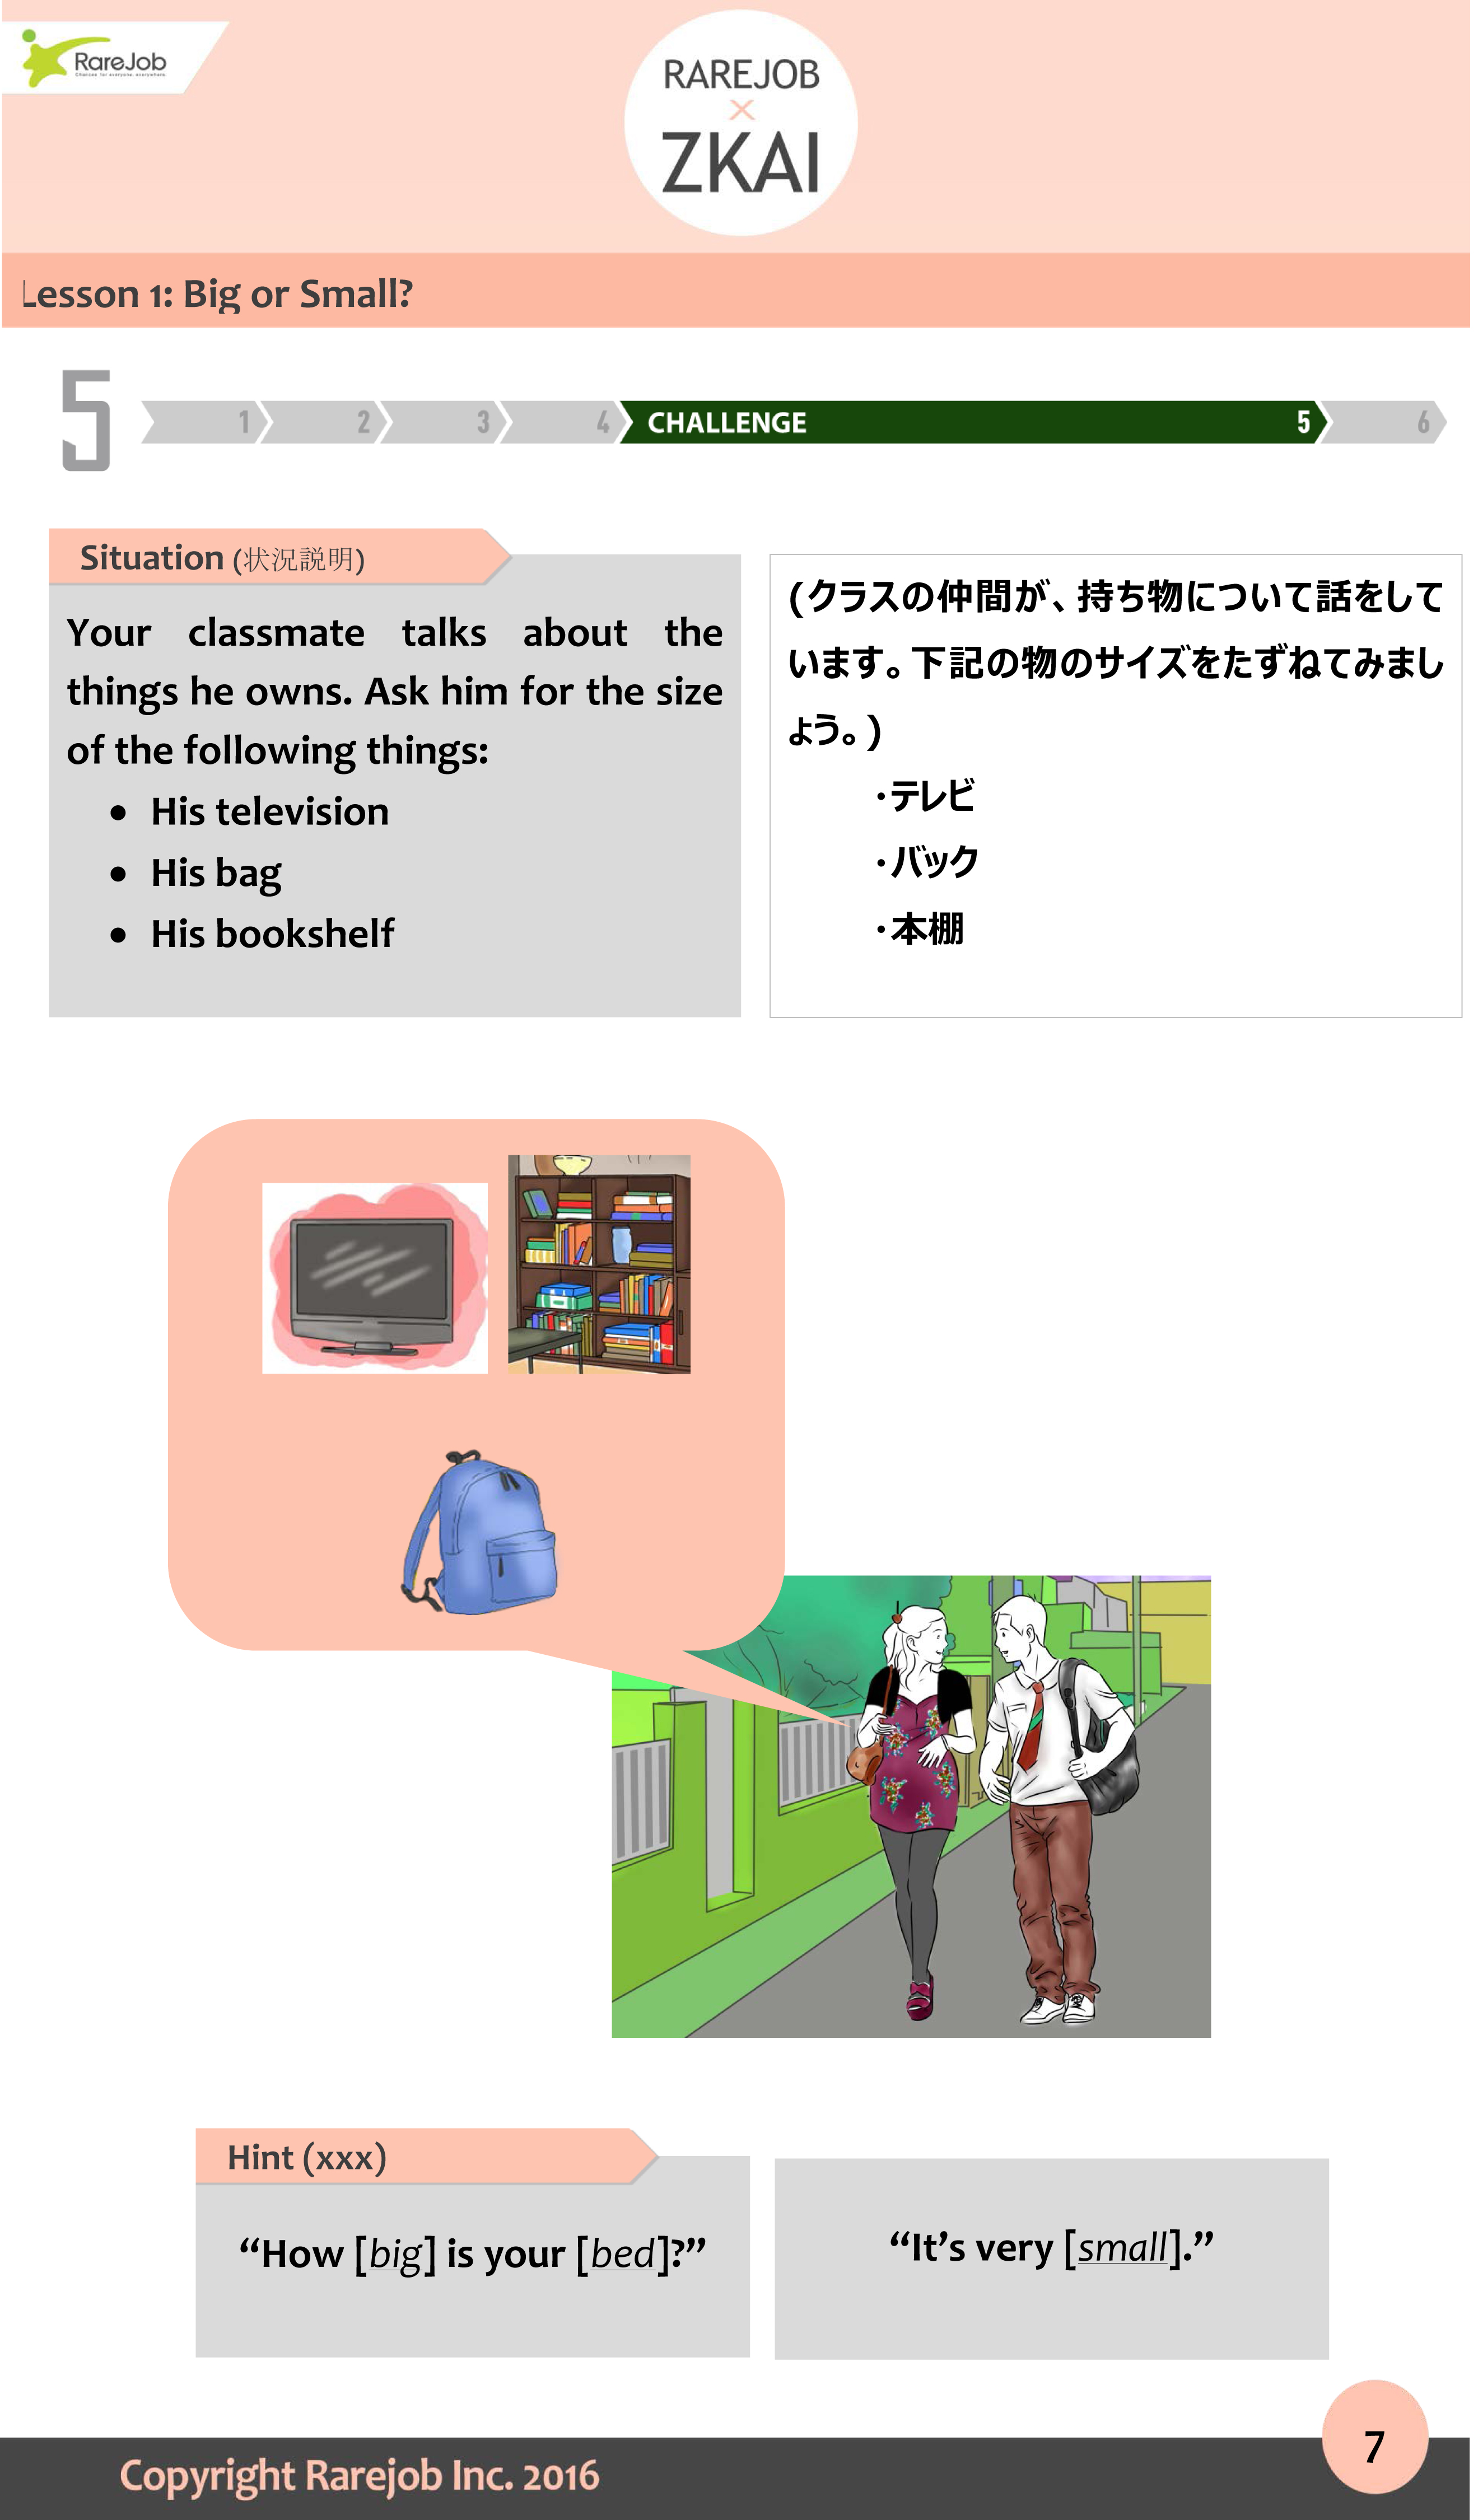 RareJob
Chances for everyone, everywhere.
RAREJOB
×
ZKAI
Lesson 1: Big or Small?
5
1 2 3 4 CHALLENGE 5 6
Situation (状況説明)
Your classmate talks about the
things he owns. Ask him for the size
of the following things:
● His television
● His bag
● His bookshelf
(クラスの仲間が、持ち物について話をして
います。下記の物のサイズをたずねてみまし
ょう。)
・テレビ
・バック
・本棚
Hint (xxx)
“How [big] is your [bed]?”
“It’s very [small].”
7
Copyright Rarejob Inc. 2016